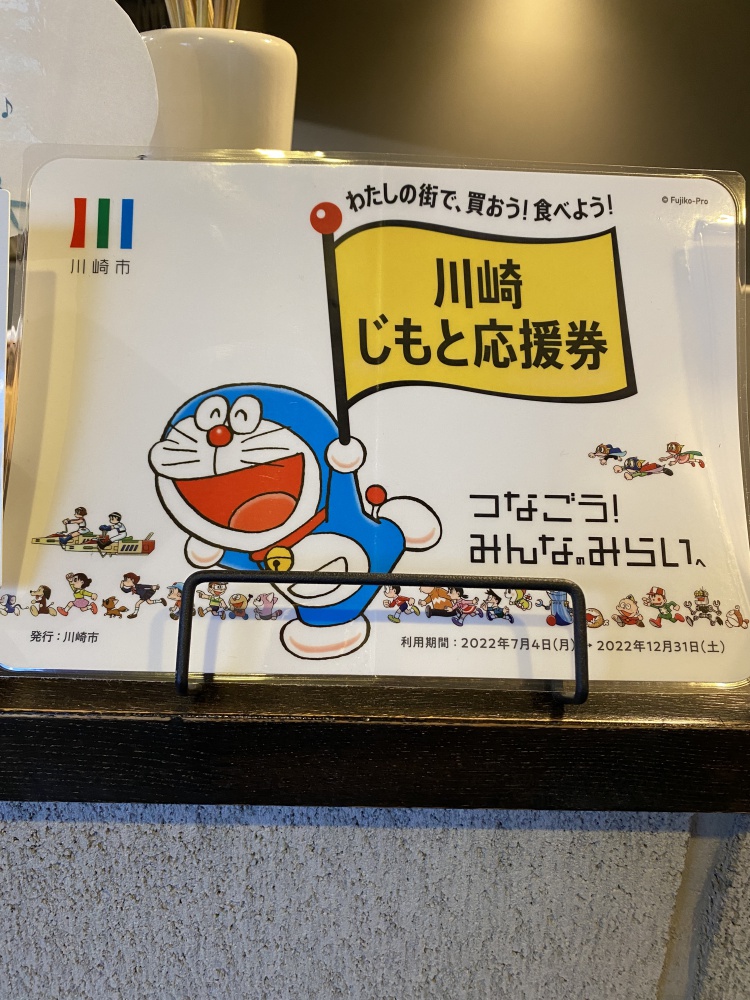 ♪
わたしの街で、買おう!食べよう!
© Fujiko-Pro
川崎市
川崎
じもと応援券
つなごう!
みんなのみらいへ
発行:川崎市
利用期間:2022年7月4日(月) 2022年12月31日(土)